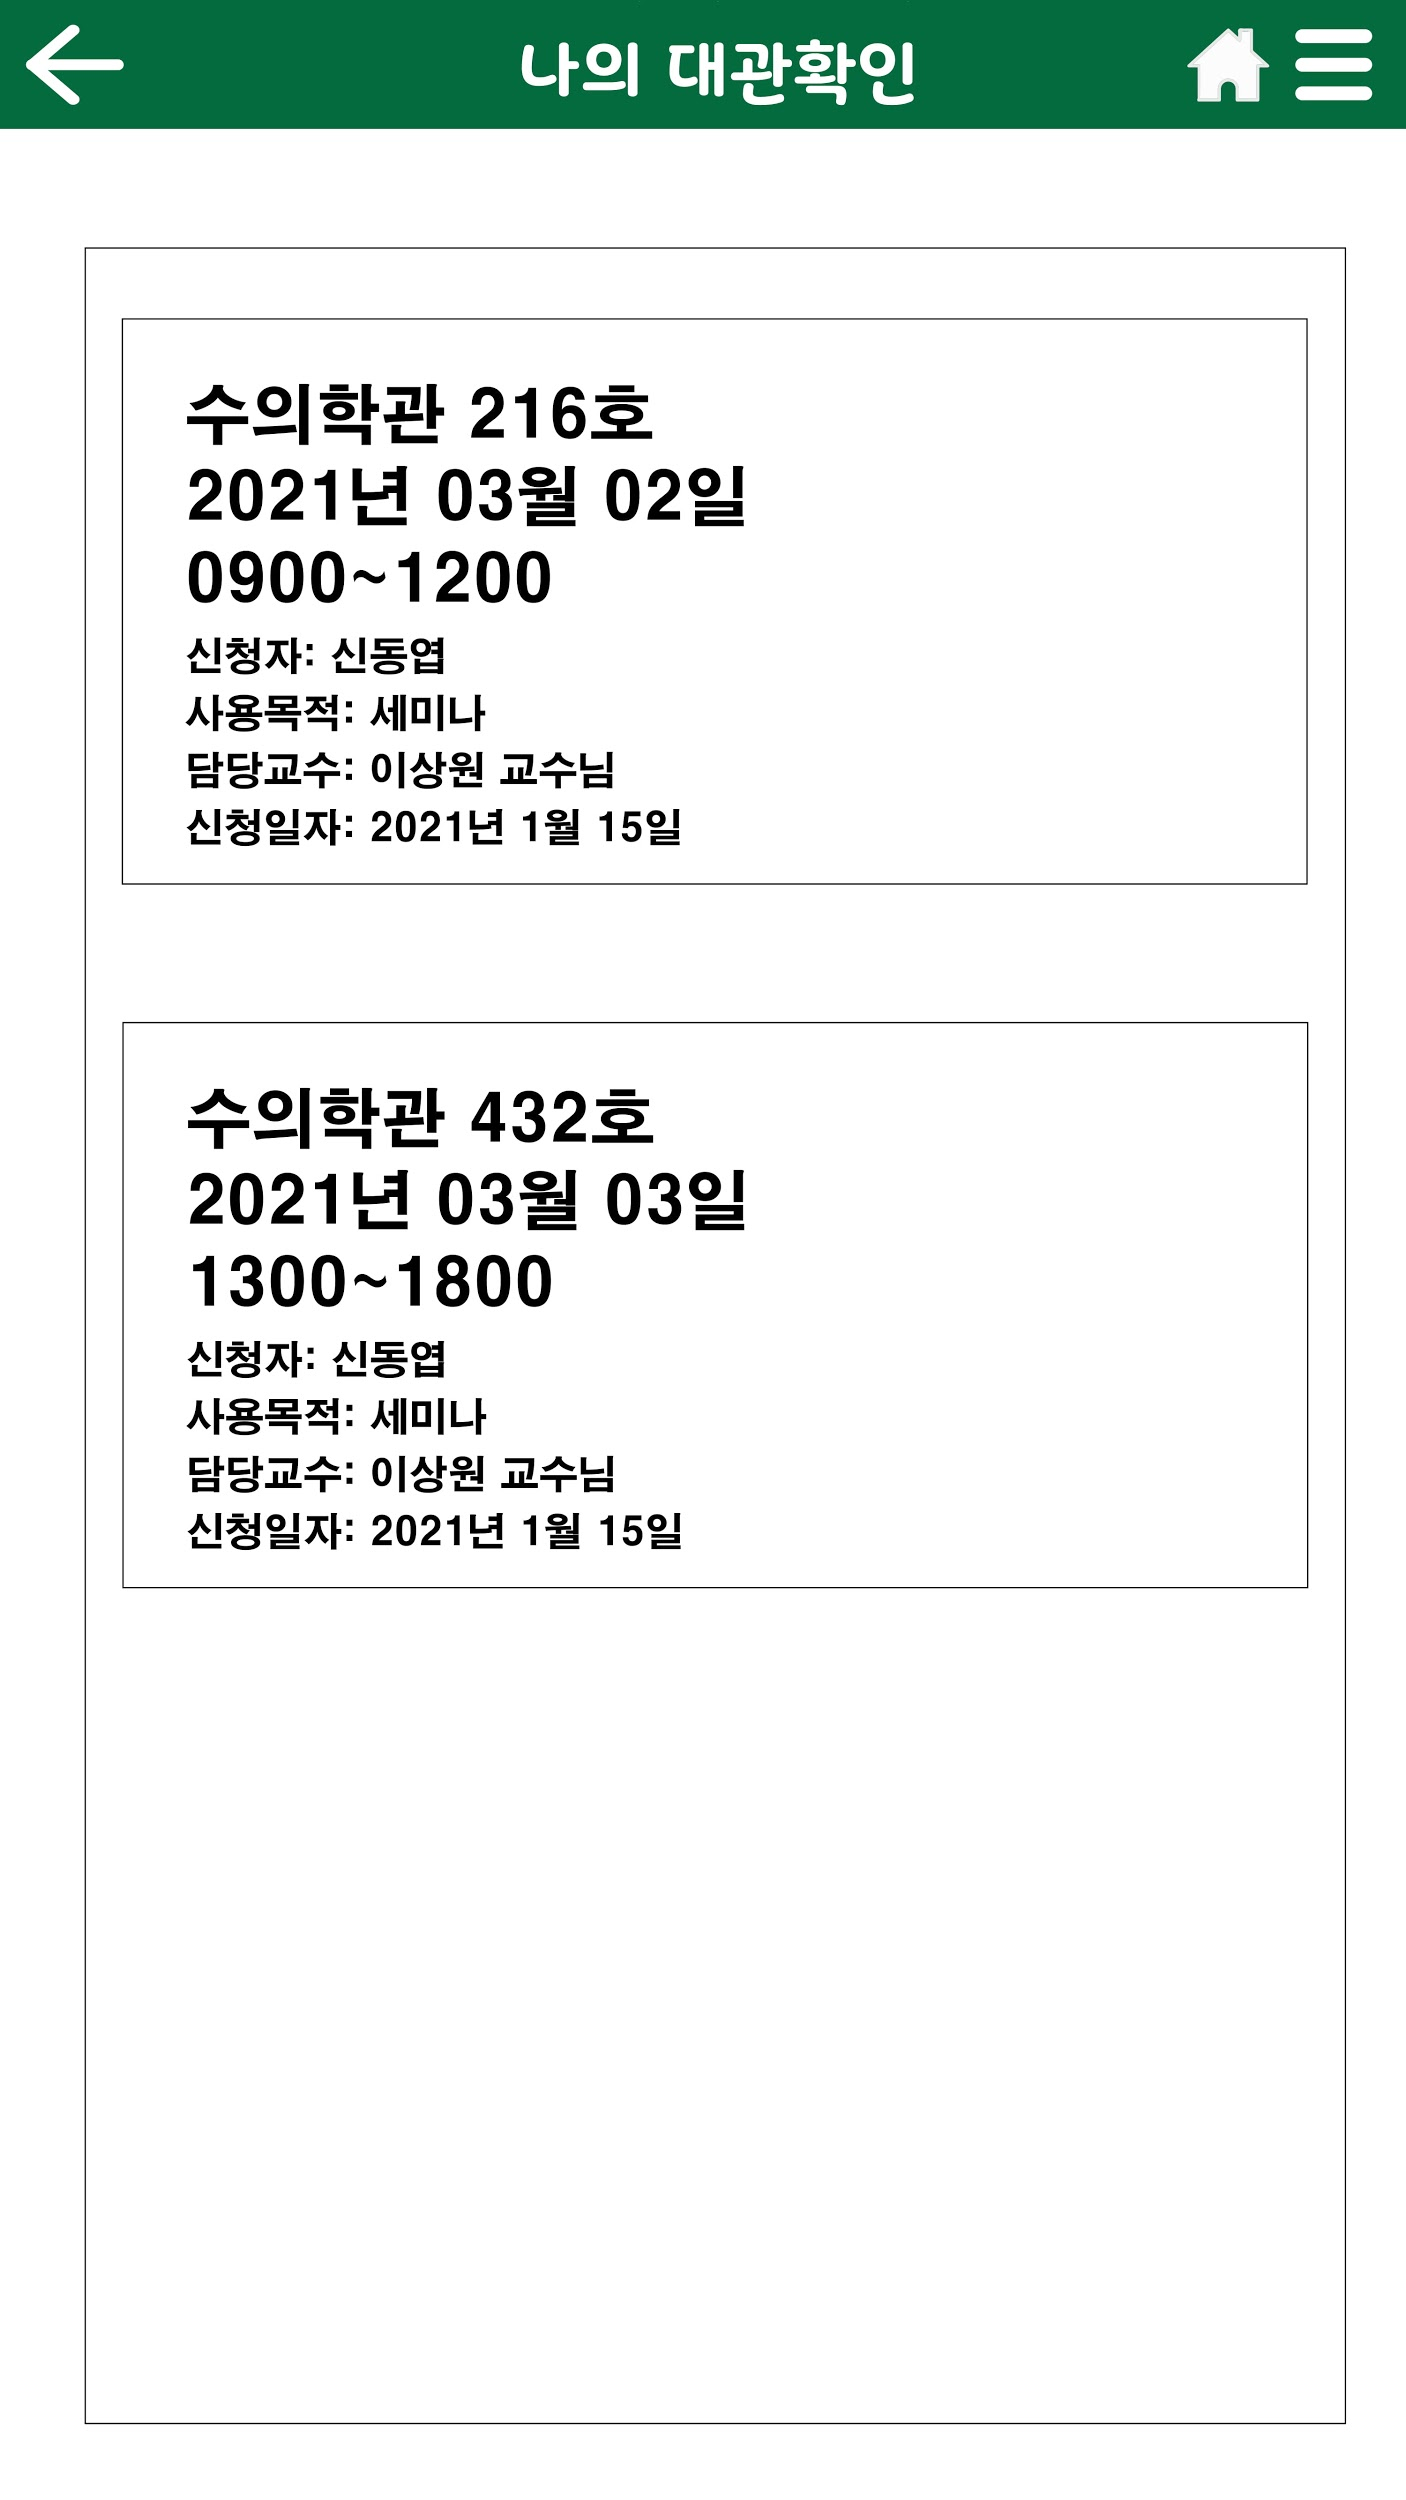 나의 대관확인
수의학관 216호
2021년 03월 02일
0900~1200
신청자: 신동엽
사용목적: 세미나
담당교수: 이상원 교수님
신청일자: 2021년 1월 15일
수의학관 432호
2021년 03월 03일
1300~1800
신청자: 신동엽
사용목적: 세미나
담당교수: 이상원 교수님
신청일자: 2021년 1월 15일